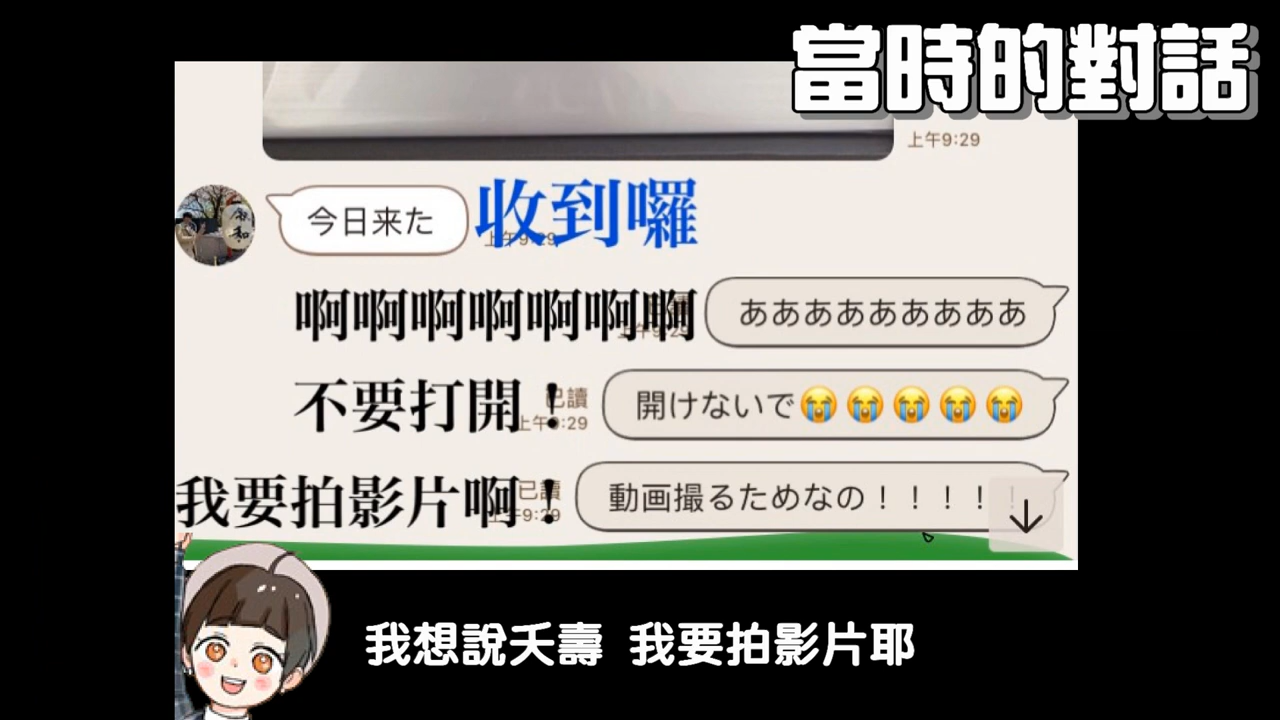 當時的對話
上午9:29
今日来た 收到囉
上午9:29
啊啊啊啊啊啊啊 あああああああああ
上午9:29
不要打開！ 已讀 開けないで😭😭😭😭😭
上午9:29
我要拍影片啊！ 已讀 動画撮るためなの！！！！！
上午9:29
我想說夭壽 我要拍影片耶